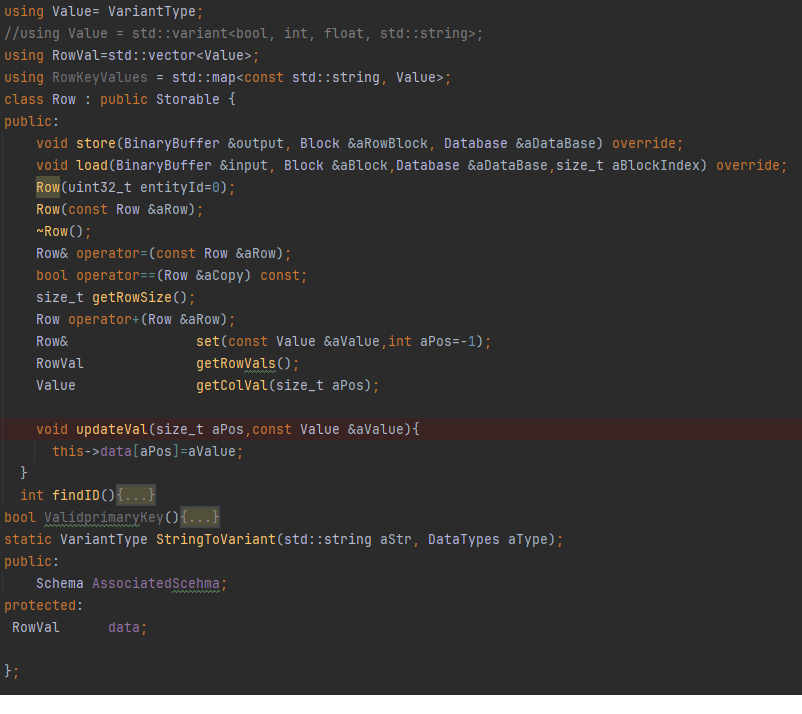 using Value= VariantType;
//using Value = std::variant<bool, int, float, std::string>;
using RowVal=std::vector<Value>;
using RowKeyValues = std::map<const std::string, Value>;
class Row : public Storable {
public:
void store(BinaryBuffer &output, Block &aRowBlock, Database &aDataBase) override;
void load(BinaryBuffer &input, Block &aBlock,Database &aDataBase,size_t aBlockIndex) override;
Row(uint32_t entityId=0);
Row(const Row &aRow);
~Row();
Row& operator=(const Row &aRow);
bool operator==(Row &aCopy) const;
size_t getRowSize();
Row operator+(Row &aRow);
Row& set(const Value &aValue,int aPos=-1);
RowVal getRowVals();
Value getColVal(size_t aPos);
void updateVal(size_t aPos,const Value &aValue){
this->data[aPos]=aValue;
}
int findID(){...}
bool ValidprimaryKey(){...}
static VariantType StringToVariant(std::string aStr, DataTypes aType);
public:
Schema AssociatedScehma;
protected:
RowVal data;
};